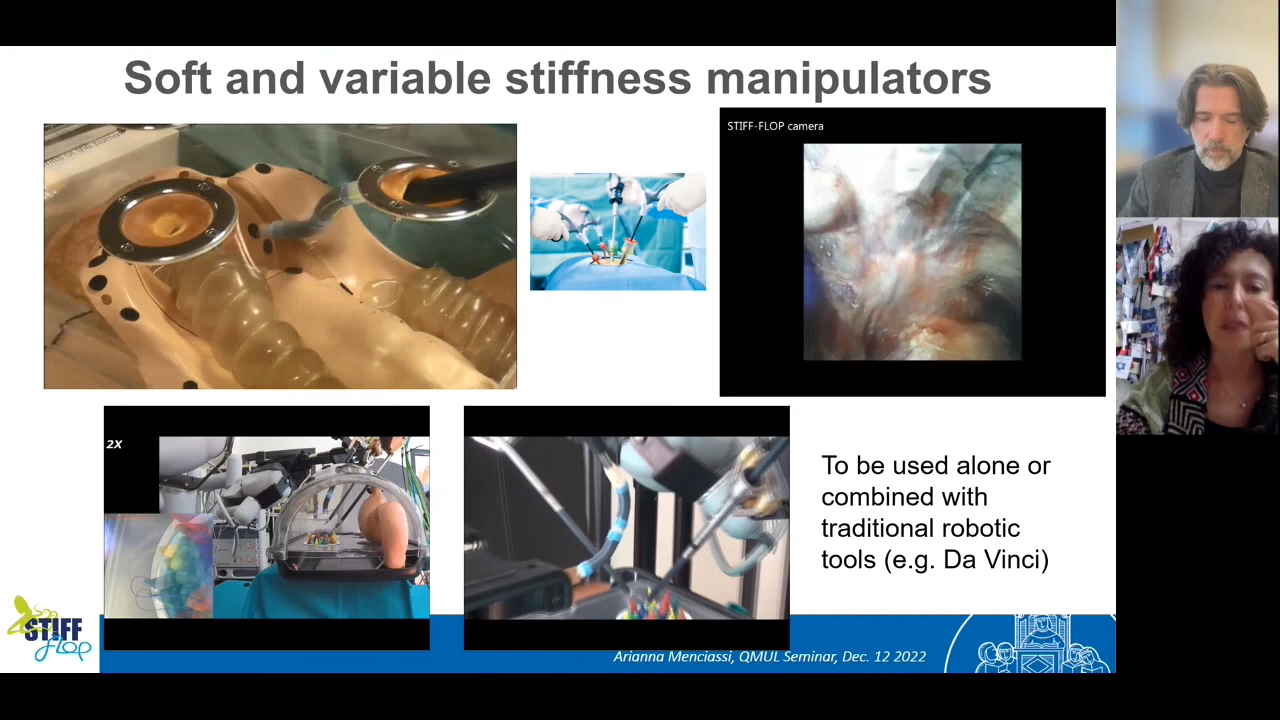 Soft and variable stiffness manipulators
STIFF-FLOP camera
2X
To be used alone or
combined with
traditional robotic
tools (e.g. Da Vinci)
STIFF
FLOP
Arianna Menciassi, QMUL Seminar, Dec. 12 2022